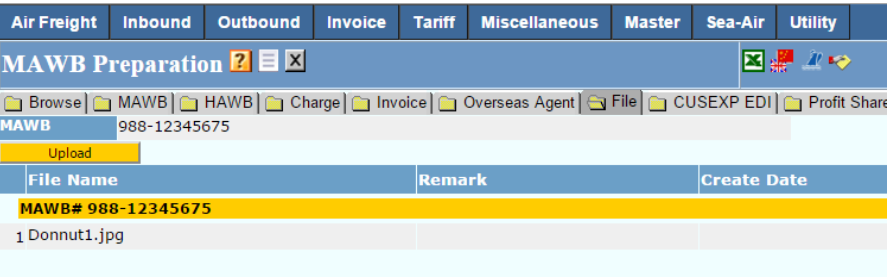 Air Freight Inbound Outbound Invoice Tariff Miscellaneous Master Sea-Air Utility
MAWB Preparation ? X
Browse MAWB HAWB Charge Invoice Overseas Agent File CUSEXP EDI Profit Share
MAWB 988-12345675
Upload
File Name Remark Create Date
MAWB# 988-12345675
1 Donnut1.jpg